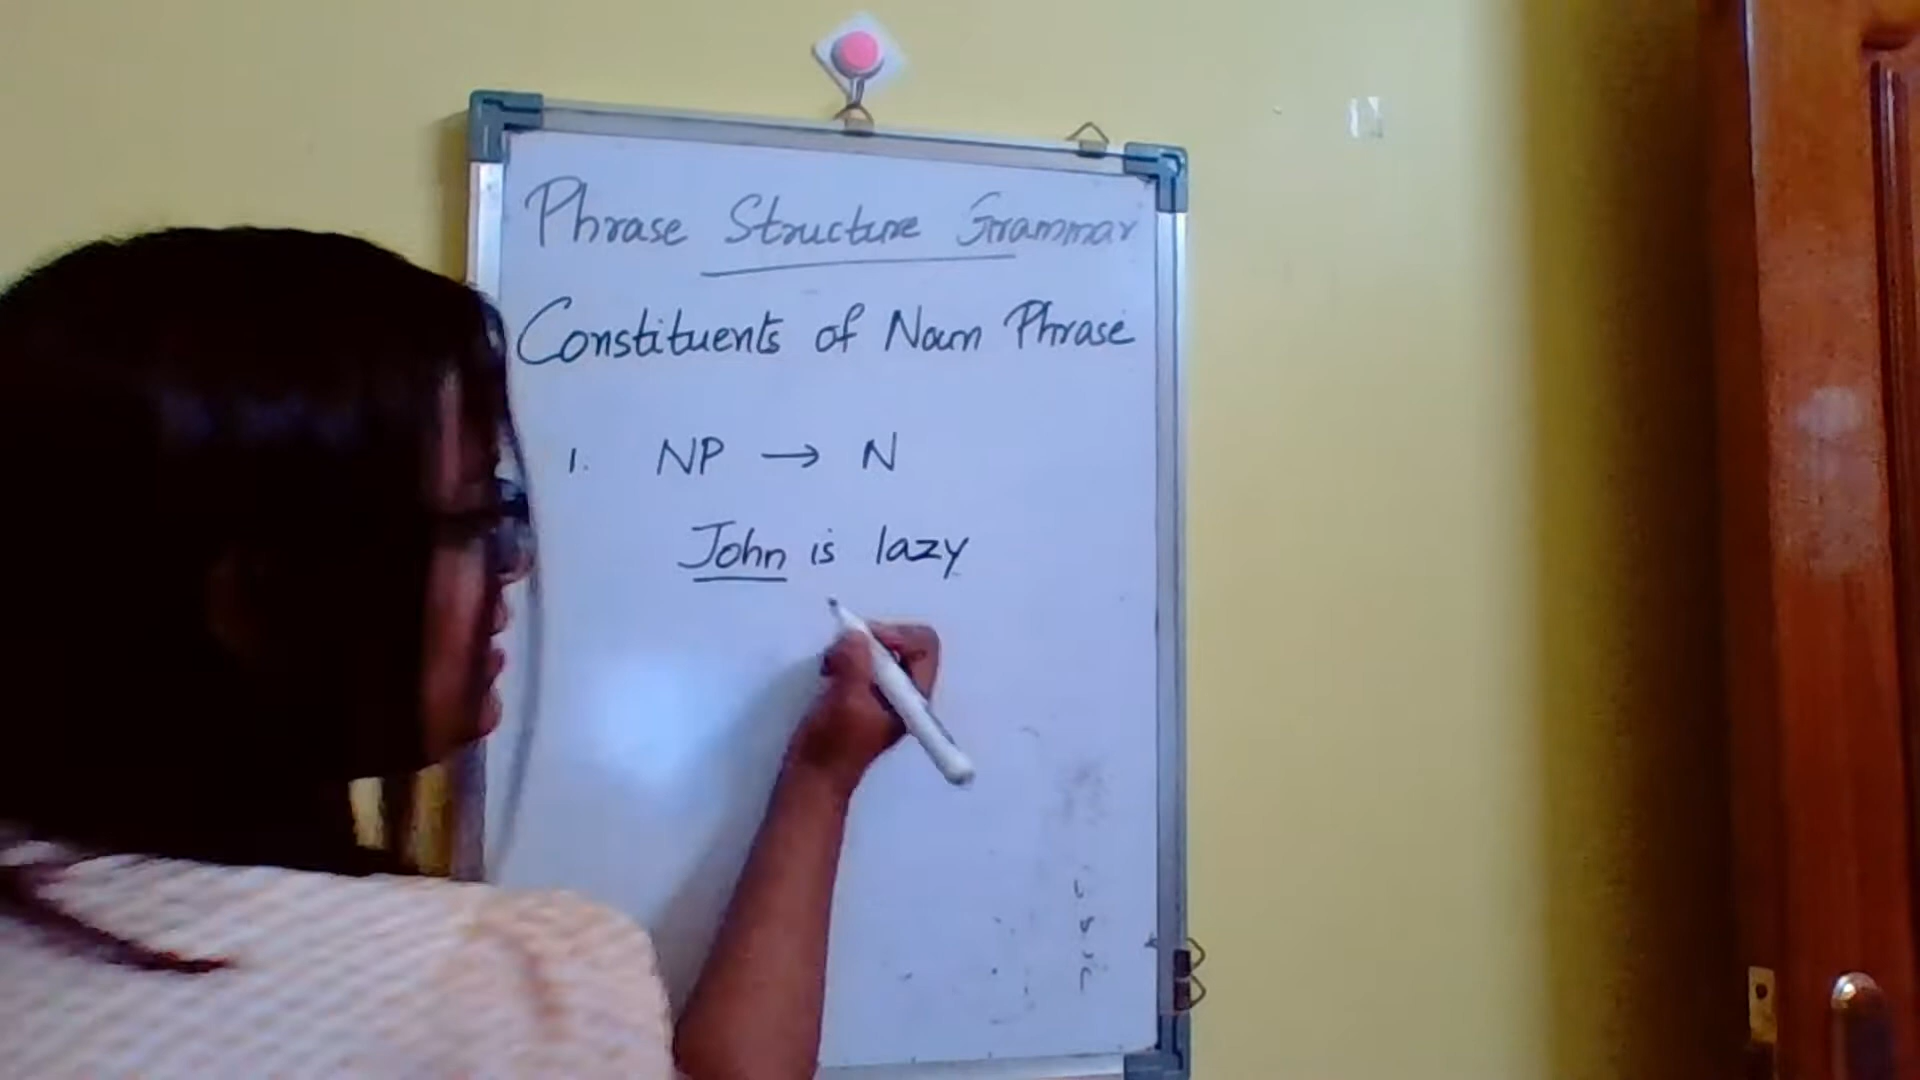 Phrase Structure Grammar
Constituents of Noun Phrase
1. NP → N
John is lazy